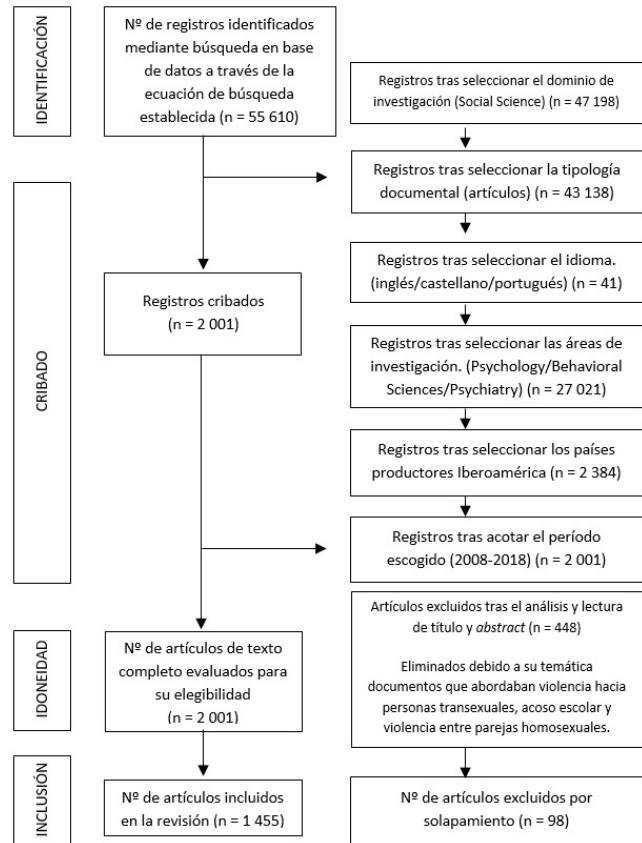 IDENTIFICACIÓN
Nº de registros identificados
mediante búsqueda en base
de datos a través de la
ecuación de búsqueda
establecida (n = 55 610)
Registros tras seleccionar el dominio de
investigación (Social Science) (n = 47 198)
Registros tras seleccionar la tipología
documental (artículos) (n = 43 138)
CRIBADO
Registros cribados
(n = 2 001)
Registros tras seleccionar el idioma.
(inglés/castellano/portugués) (n = 41)
Registros tras seleccionar las áreas de
investigación. (Psychology/Behavioral
Sciences/Psychiatry) (n = 27 021)
Registros tras seleccionar los países
productores Iberoamérica (n = 2 384)
Registros tras acotar el período
escogido (2008-2018) (n = 2 001)
IDONEIDAD
Nº de artículos de texto
completo evaluados para
su elegibilidad
(n = 2 001)
Artículos excluidos tras el análisis y lectura
de título y abstract (n = 448)
Eliminados debido a su temática
documentos que abordaban violencia hacia
personas transexuales, acoso escolar y
violencia entre parejas homosexuales.
INCLUSIÓN
Nº de artículos incluidos
en la revisión (n = 1 455)
Nº de artículos excluidos por
solapamiento (n = 98)